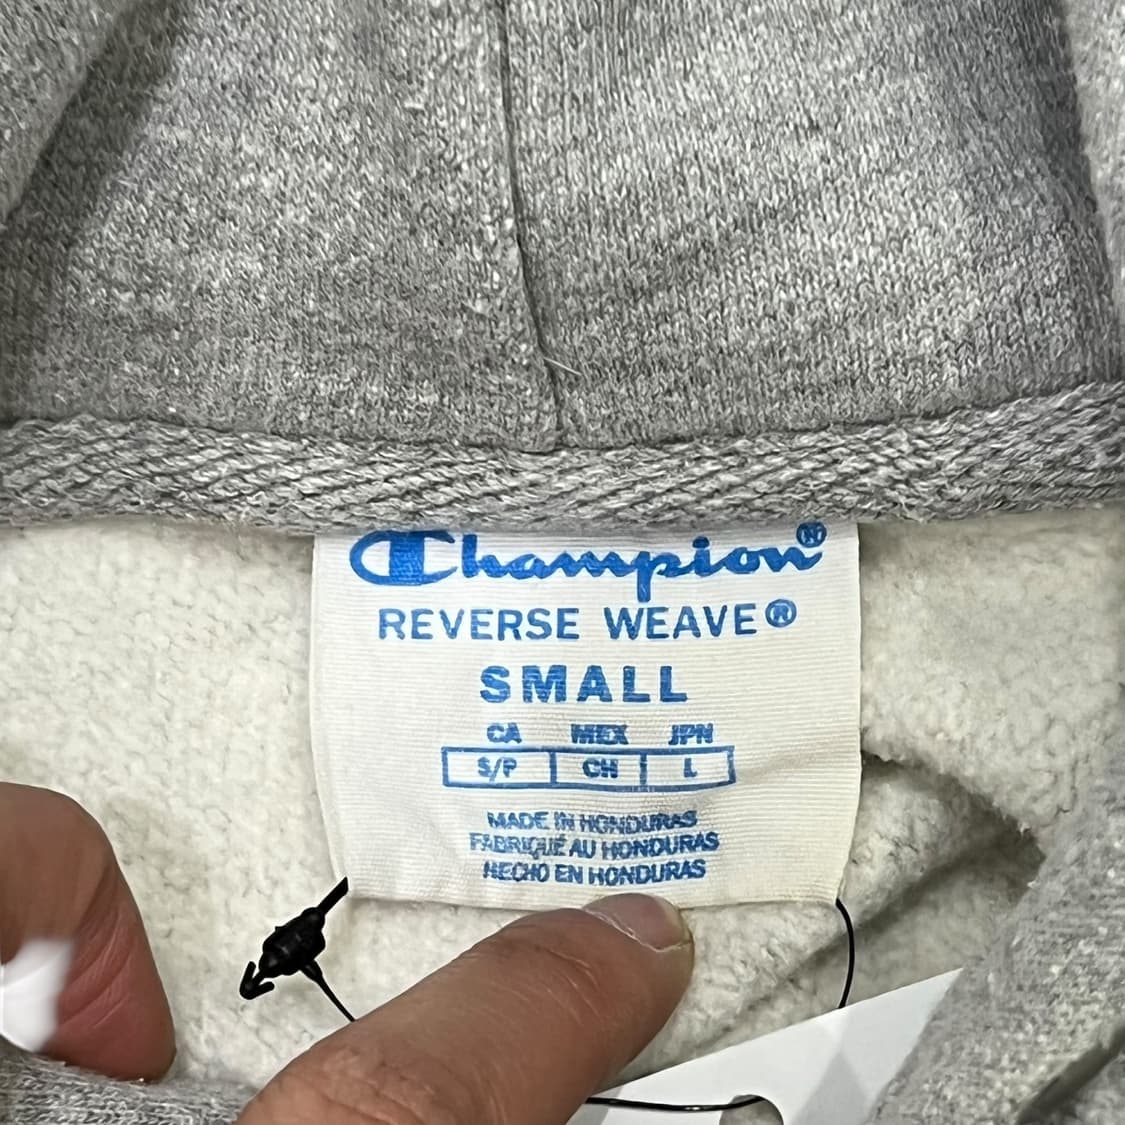 Champion®
REVERSE WEAVE®
SMALL
CA MEX JPN
S/P CH L
MADE IN HONDURAS
FABRIQUÉ AU HONDURAS
HECHO EN HONDURAS